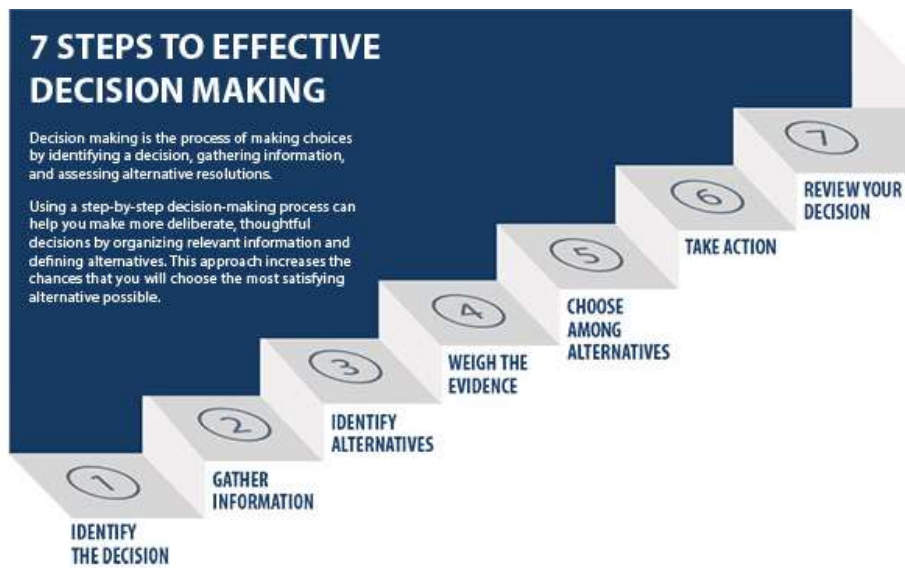 7 STEPS TO EFFECTIVE
DECISION MAKING
Decision making is the process of making choices
by identifying a decision, gathering information,
and assessing alternative resolutions.
Using a step-by-step decision-making process can
help you make more deliberate, thoughtful
decisions by organizing relevant information and
defining alternatives. This approach increases the
chances that you will choose the most satisfying
alternative possible.
1
IDENTIFY
THE DECISION
2
GATHER
INFORMATION
3
IDENTIFY
ALTERNATIVES
4
WEIGH THE
EVIDENCE
5
CHOOSE
AMONG
ALTERNATIVES
6
TAKE ACTION
7
REVIEW YOUR
DECISION